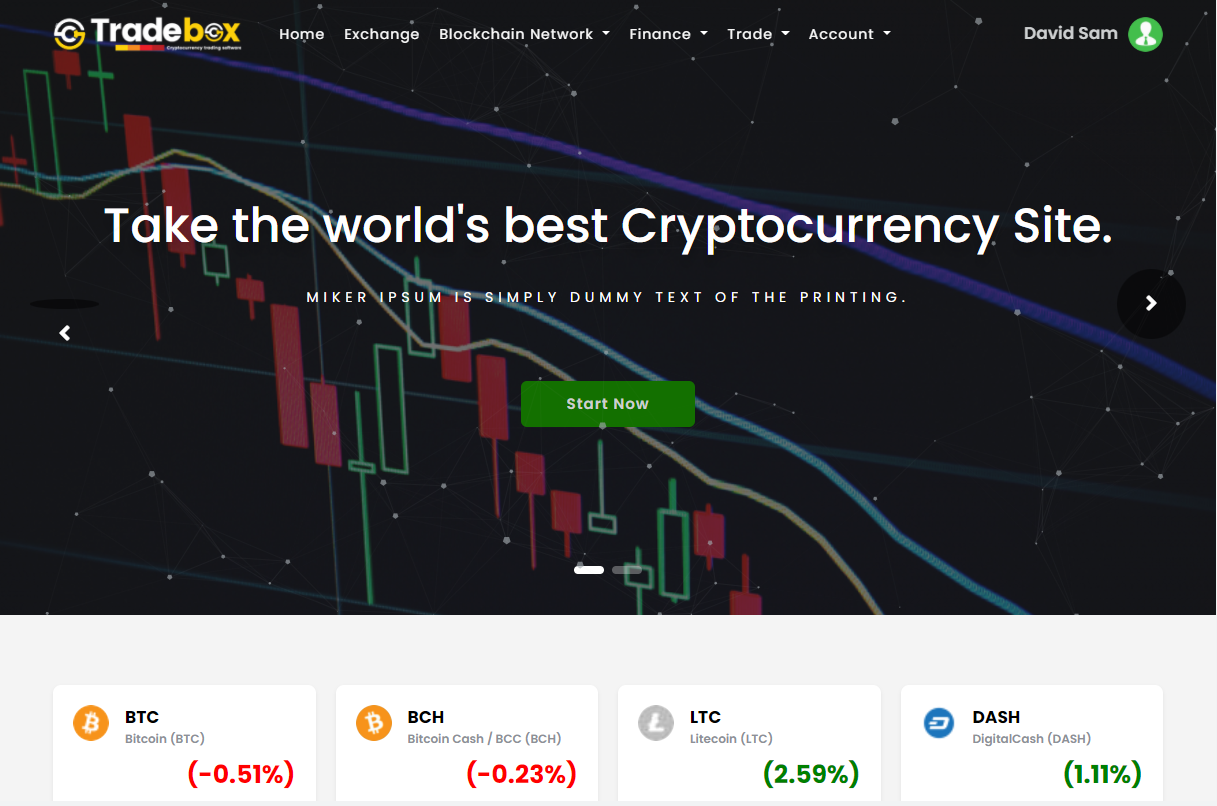 Tradebox
Cryptocurrency trading software
Home Exchange Blockchain Network Finance Trade Account
David Sam
Take the world's best Cryptocurrency Site.
MIKER IPSUM IS SIMPLY DUMMY TEXT OF THE PRINTING.
Start Now
BTC
Bitcoin (BTC)
(-0.51%)
BCH
Bitcoin Cash / BCC (BCH)
(-0.23%)
LTC
Litecoin (LTC)
(2.59%)
DASH
DigitalCash (DASH)
(1.11%)